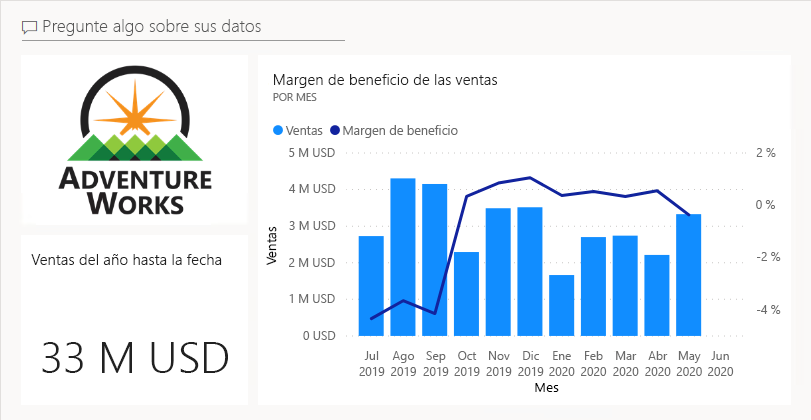 Pregunte algo sobre sus datos
ADVENTURE
WORKS
Ventas del año hasta la fecha
33 M USD
Margen de beneficio de las ventas
POR MES
Ventas Margen de beneficio
5 M USD
4 M USD
3 M USD
2 M USD
1 M USD
0 USD
Ventas
2 %
0 %
-2 %
-4 %
Jul Ago Sep Oct Nov Dic Ene Feb Mar Abr May Jun
2019 2019 2019 2019 2019 2019 2020 2020 2020 2020 2020 2020
Mes